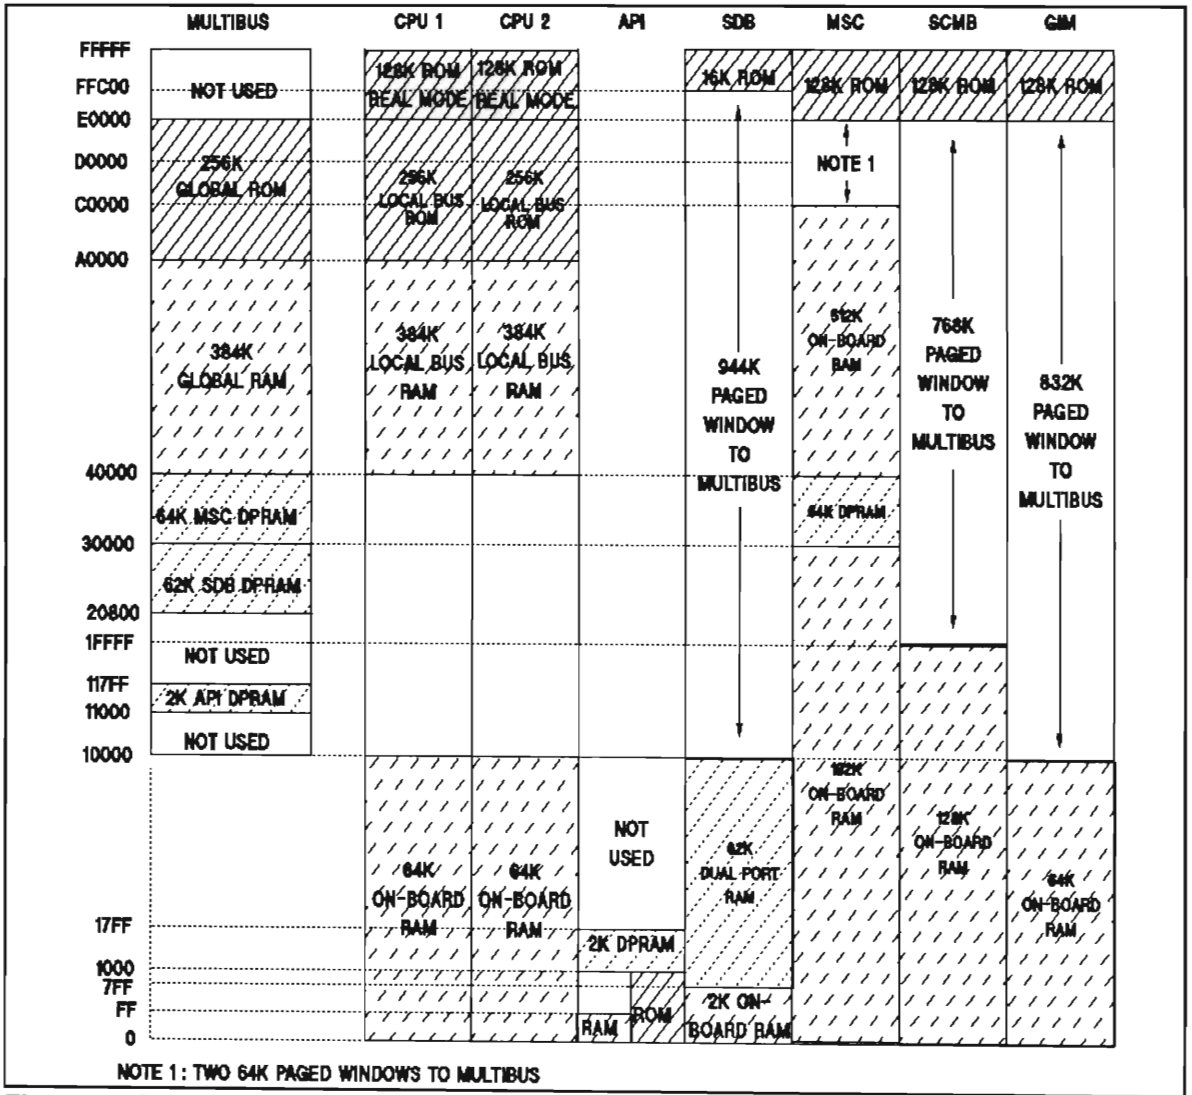 MULTIBUS CPU 1 CPU 2 API SDB MSC SCMB GIM
FFFFF
FFC00
E0000
D0000
C0000
A0000
40000
30000
20800
1FFFF
117FF
11000
10000
17FF
1000
7FF
FF
0
NOT USED
256K
GLOBAL ROM
384K
GLOBAL RAM
64K MSC DPRAM
62K SDB DPRAM
NOT USED
2K API DPRAM
NOT USED
128K ROM
REAL MODE
256K
LOCAL BUS
ROM
384K
LOCAL BUS
RAM
64K
ON-BOARD
RAM
128K ROM
REAL MODE
256K
LOCAL BUS
ROM
384K
LOCAL BUS
RAM
64K
ON-BOARD
RAM
NOT
USED
2K DPRAM
RAM
ROM
16K ROM
944K
PAGED
WINDOW
TO
MULTIBUS
62K
DUAL PORT
RAM
2K ON-
BOARD RAM
128K ROM
NOTE 1
512K
ON-BOARD
RAM
64K DPRAM
192K
ON-BOARD
RAM
128K ROM
768K
PAGED
WINDOW
TO
MULTIBUS
128K
ON-BOARD
RAM
128K ROM
832K
PAGED
WINDOW
TO
MULTIBUS
64K
ON-BOARD
RAM
NOTE 1: TWO 64K PAGED WINDOWS TO MULTIBUS